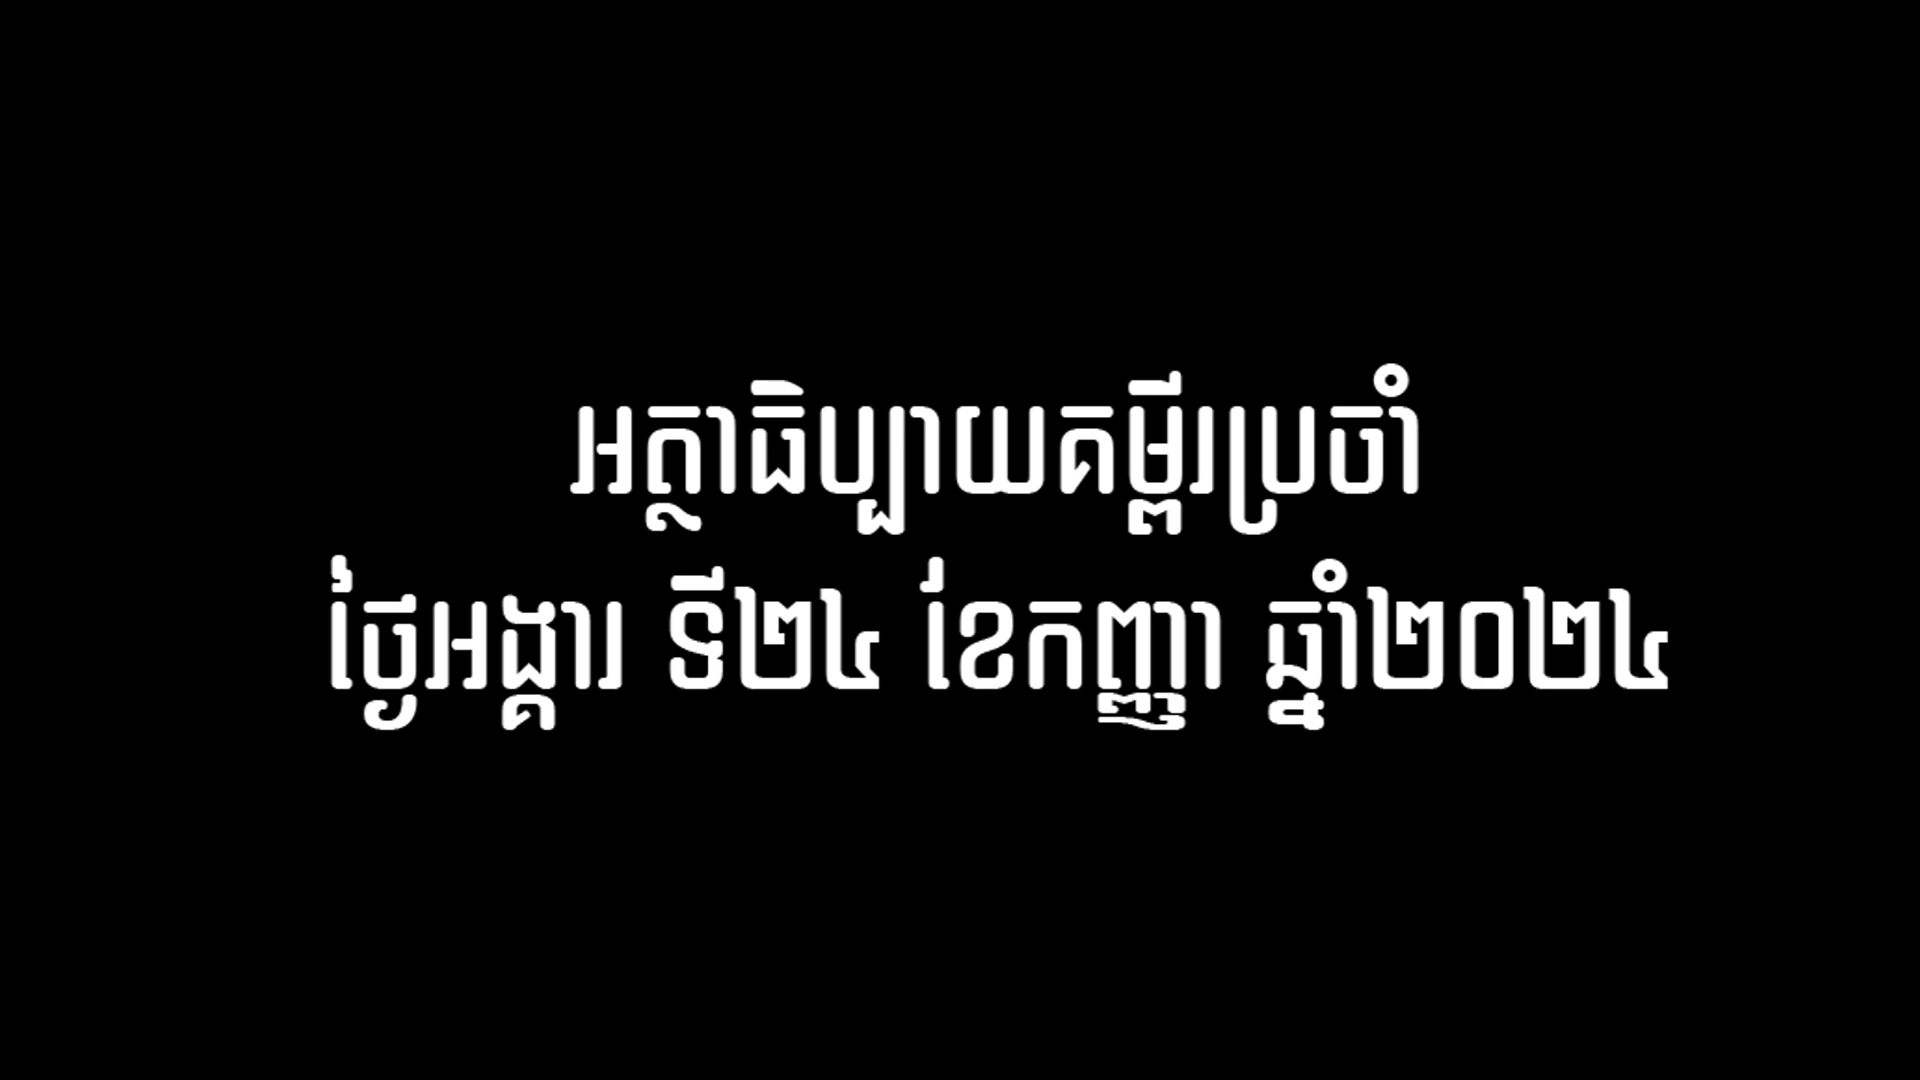 អត្ថាធិប្បាយគម្ពីរប្រចាំ
ថ្ងៃអង្គារ ទី២៤ ខែកញ្ញា ឆ្នាំ២០២៤